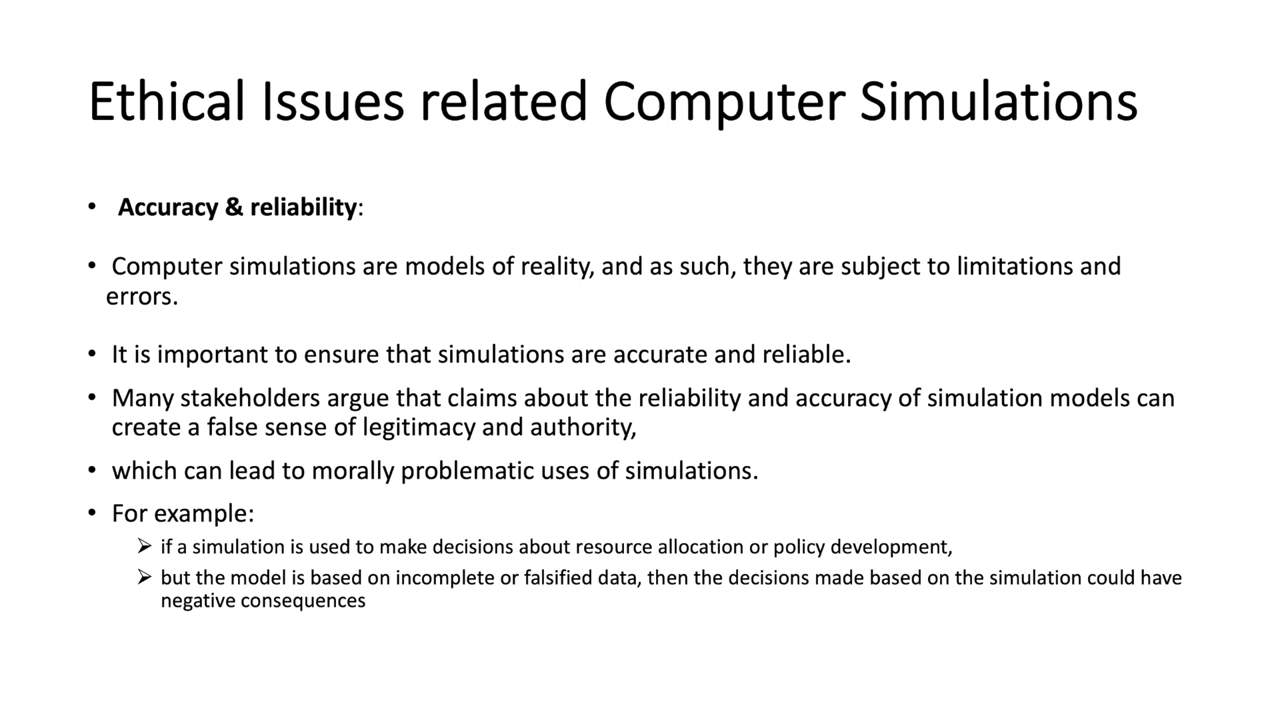 Ethical Issues related Computer Simulations
• Accuracy & reliability:
• Computer simulations are models of reality, and as such, they are subject to limitations and
errors.
• It is important to ensure that simulations are accurate and reliable.
• Many stakeholders argue that claims about the reliability and accuracy of simulation models can
create a false sense of legitimacy and authority,
• which can lead to morally problematic uses of simulations.
• For example:
➢ if a simulation is used to make decisions about resource allocation or policy development,
➢ but the model is based on incomplete or falsified data, then the decisions made based on the simulation could have
negative consequences